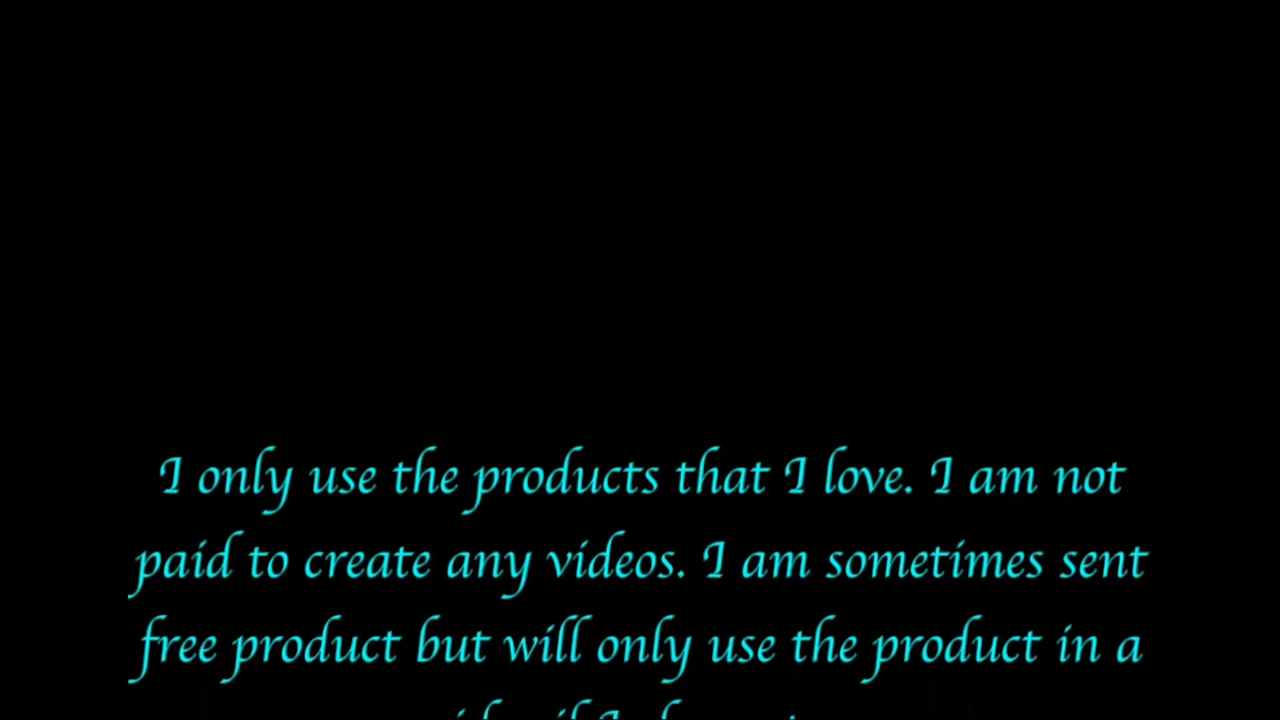 I only use the products that I love. I am not
paid to create any videos. I am sometimes sent
free product but will only use the product in a